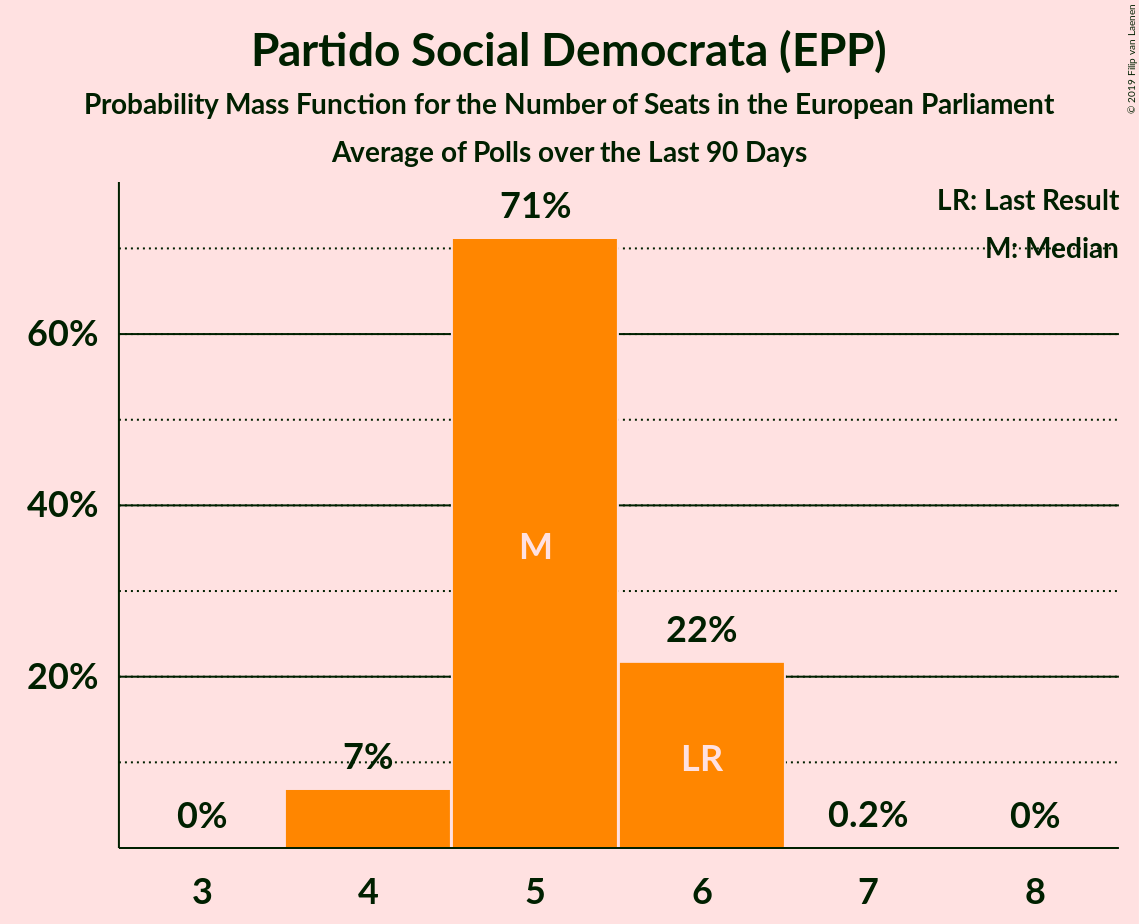 Partido Social Democrata (EPP)
Probability Mass Function for the Number of Seats in the European Parliament
Average of Polls over the Last 90 Days
© 2019 Filip van Laenen
LR: Last Result
M: Median
71%
60%
40%
M
22%
20%
LR
7%
0%
0.2%
0%
3 4 5 6 7 8